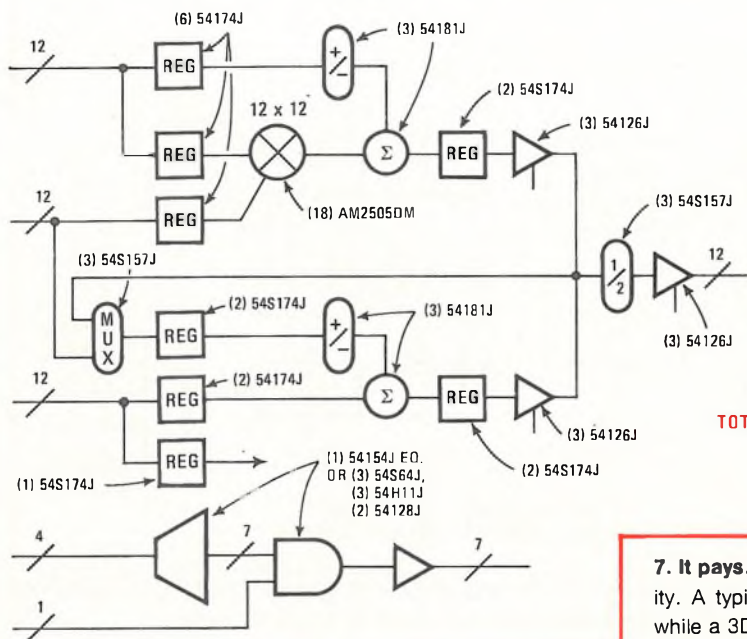 (6) 54174J
(3) 54181J
12
REG
+
–
(2) 54S174J
(3) 54126J
12 x 12
REG
Σ
REG
12
REG
(18) AM2505DM
(3) 54S157J
(3) 54S157J
1/2
12
MUX
(2) 54S174J
REG
+
–
(3) 54181J
(3) 54126J
12
(2) 54174J
REG
Σ
REG
(3) 54126J
TOT
REG
(1) 54S174J
(2) 54S174J
(1) 54154J EQ.
OR (3) 54S64J,
(3) 54H11J
(2) 54128J
4
7
7
1
7. It pays.
ity. A typi
while a 3D